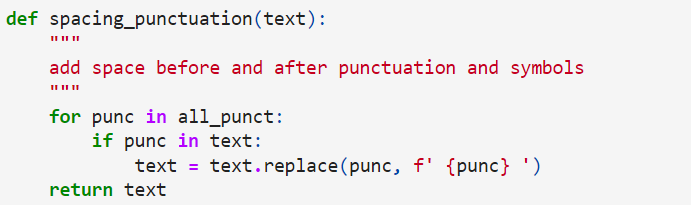 def spacing_punctuation(text):
    """
    add space before and after punctuation and symbols
    """
    for punc in all_punct:
        if punc in text:
            text = text.replace(punc, f' {punc} ')
    return text